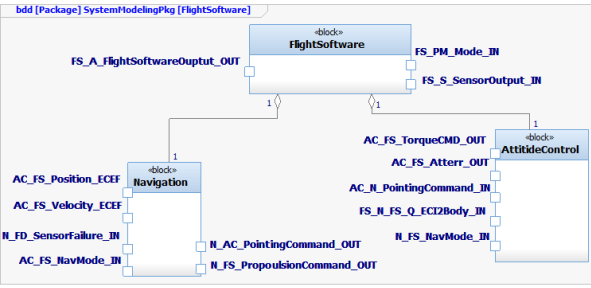 bdd [Package] SystemModelingPkg [FlightSoftware]
«block»
FlightSoftware
FS_A_FlightSoftwareOuptut_OUT
FS_PM_Mode_IN
FS_S_SensorOutput_IN
1
1
1
1
«block»
Navigation
AC_FS_Position_ECEF
AC_FS_Velocity_ECEF
N_FD_SensorFailure_IN
AC_FS_NavMode_IN
N_AC_PointingCommand_OUT
N_FS_PropoulsionCommand_OUT
«block»
AttitideControl
AC_FS_TorqueCMD_OUT
AC_FS_Atterr_OUT
AC_N_PointingCommand_IN
FS_N_FS_Q_ECI2Body_IN
N_FS_NavMode_IN